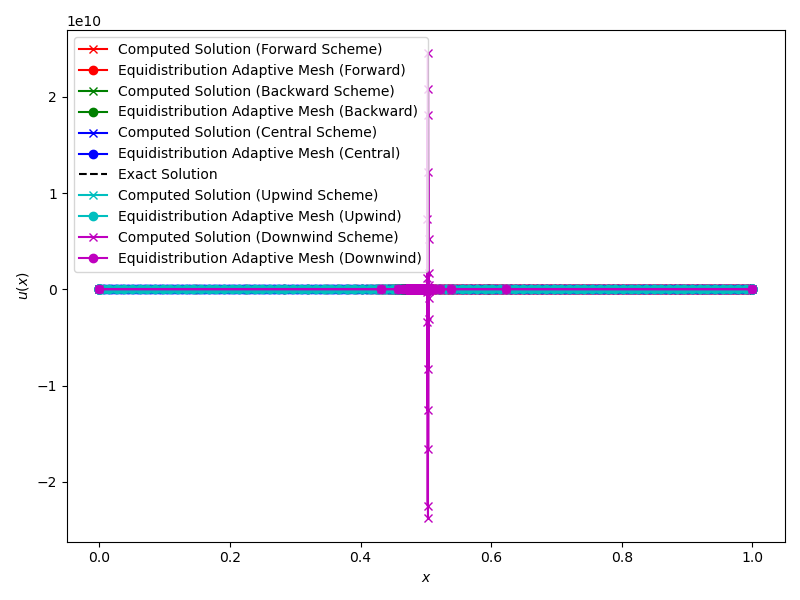 1e10
Computed Solution (Forward Scheme)
Equidistribution Adaptive Mesh (Forward)
Computed Solution (Backward Scheme)
Equidistribution Adaptive Mesh (Backward)
Computed Solution (Central Scheme)
Equidistribution Adaptive Mesh (Central)
Exact Solution
Computed Solution (Upwind Scheme)
Equidistribution Adaptive Mesh (Upwind)
Computed Solution (Downwind Scheme)
Equidistribution Adaptive Mesh (Downwind)
2
1
0
−1
−2
u(x)
0.0 0.2 0.4 0.6 0.8 1.0
x